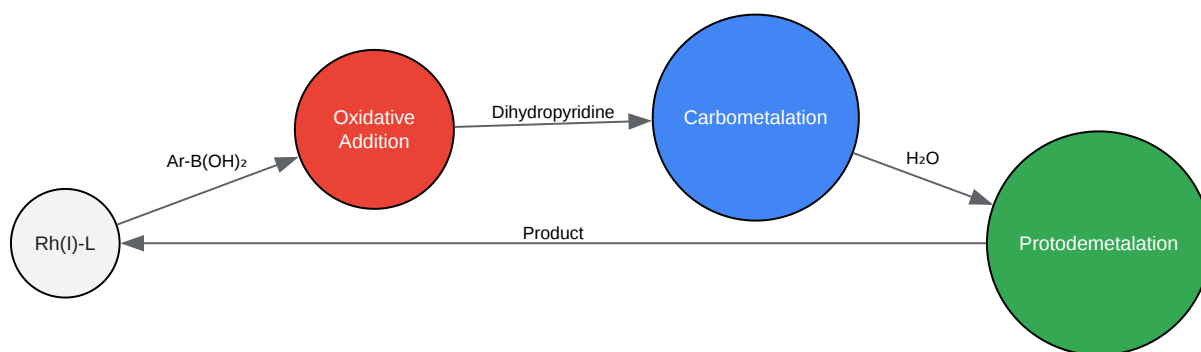 Rh(I)-L
Ar-B(OH)₂
Oxidative
Addition
Dihydropyridine
Carbometalation
H₂O
Protodemetalation
Product